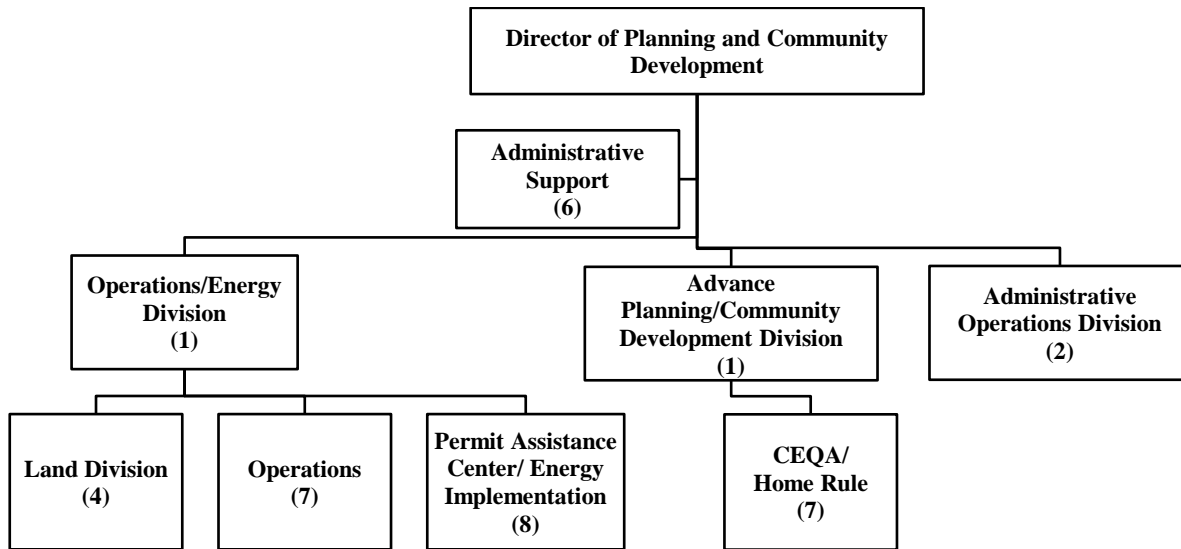 Director of Planning and Community
Development
Administrative
Support
(6)
Operations/Energy
Division
(1)
Advance
Planning/Community
Development Division
(1)
Administrative
Operations Division
(2)
Land Division
(4)
Operations
(7)
Permit Assistance
Center/ Energy
Implementation
(8)
CEQA/
Home Rule
(7)